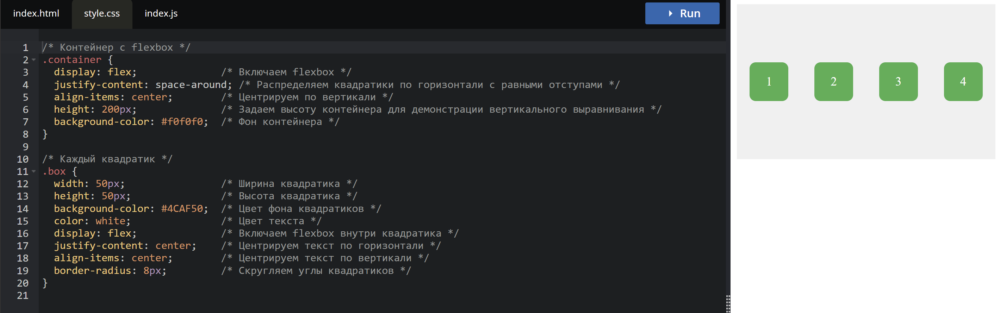 index.html style.css index.js Run
1 /* Контейнер с flexbox */
2 .container {
3 display: flex; /* Включаем flexbox */
4 justify-content: space-around; /* Распределяем квадратики по горизонтали с равными отступами */
5 align-items: center; /* Центрируем по вертикали */
6 height: 200px; /* Задаем высоту контейнера для демонстрации вертикального выравнивания */
7 background-color: #f0f0f0; /* Фон контейнера */
8 }
9
10 /* Каждый квадратик */
11 .box {
12 width: 50px; /* Ширина квадратика */
13 height: 50px; /* Высота квадратика */
14 background-color: #4CAF50; /* Цвет фона квадратиков */
15 color: white; /* Цвет текста */
16 display: flex; /* Включаем flexbox внутри квадратика */
17 justify-content: center; /* Центрируем текст по горизонтали */
18 align-items: center; /* Центрируем текст по вертикали */
19 border-radius: 8px; /* Скругляем углы квадратиков */
20 }
21
1 2 3 4